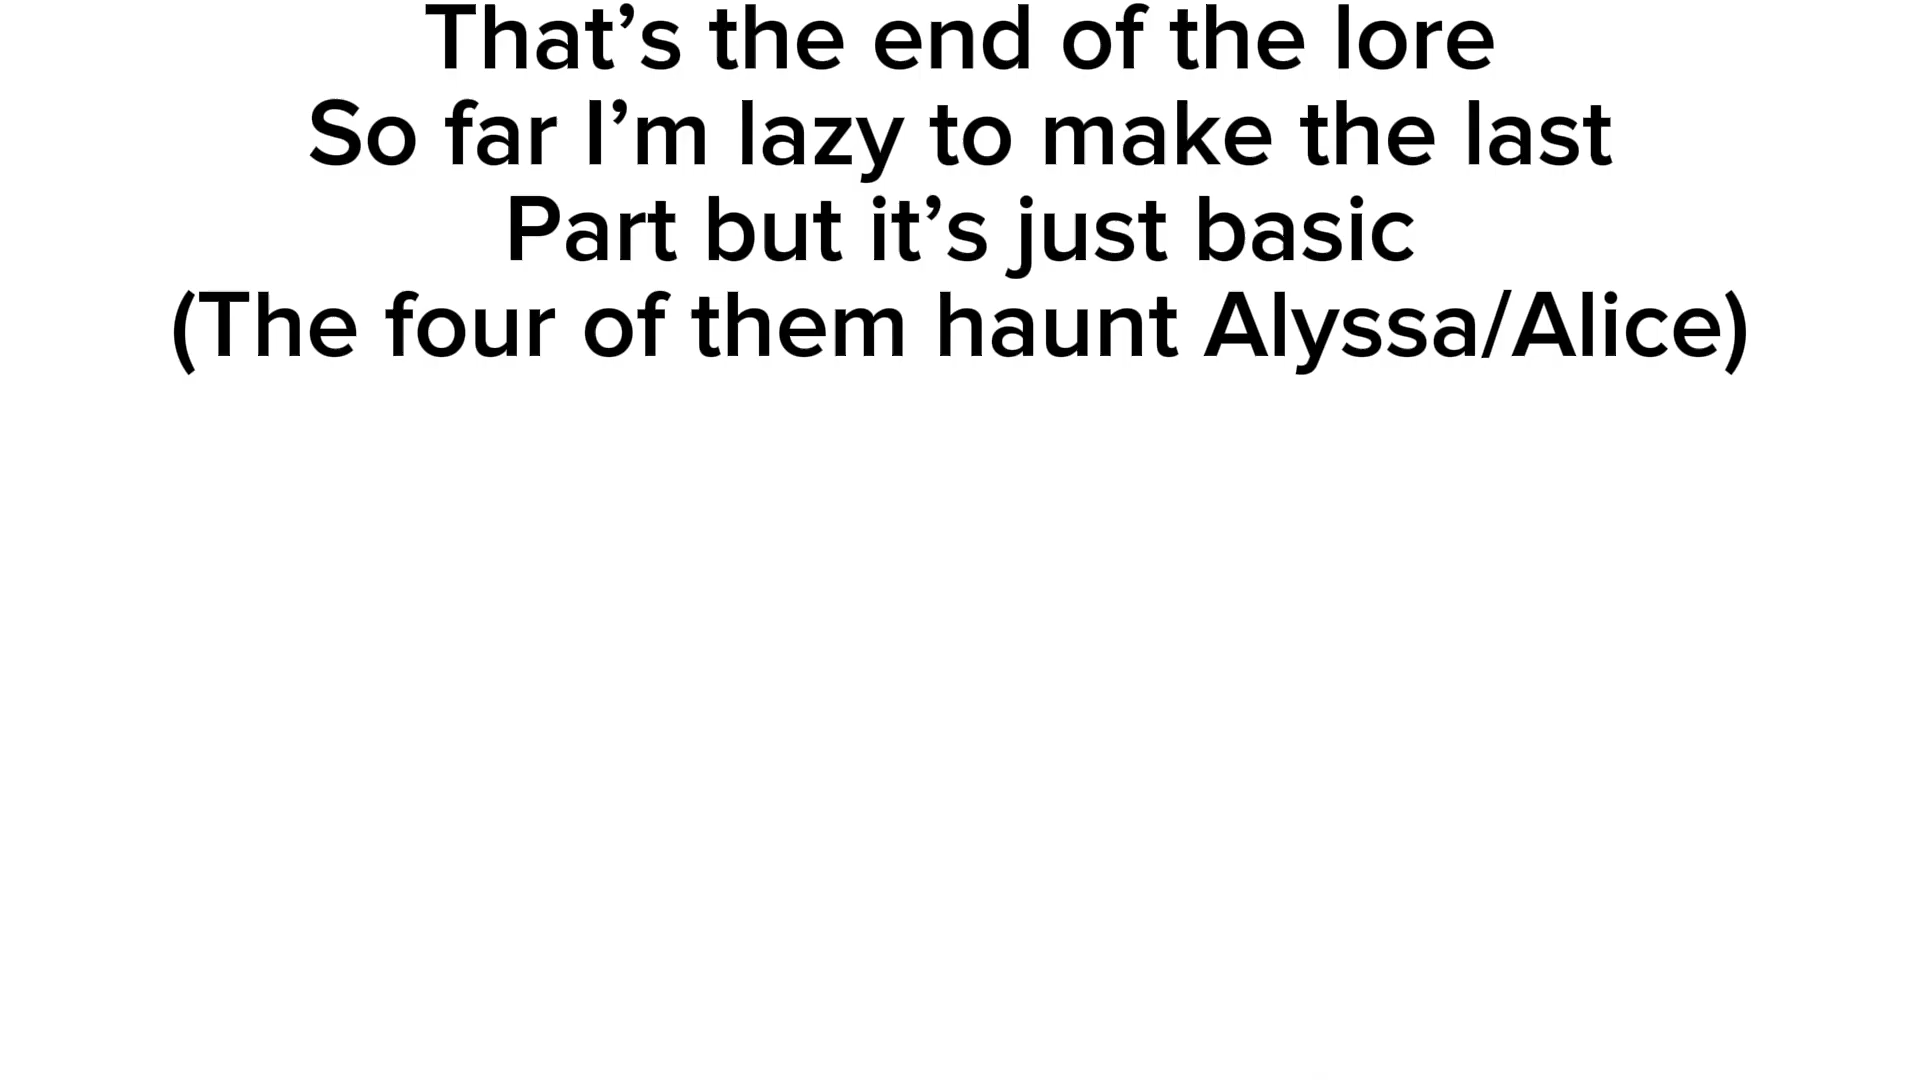 That’s the end of the lore
So far I’m lazy to make the last
Part but it’s just basic
(The four of them haunt Alyssa/Alice)